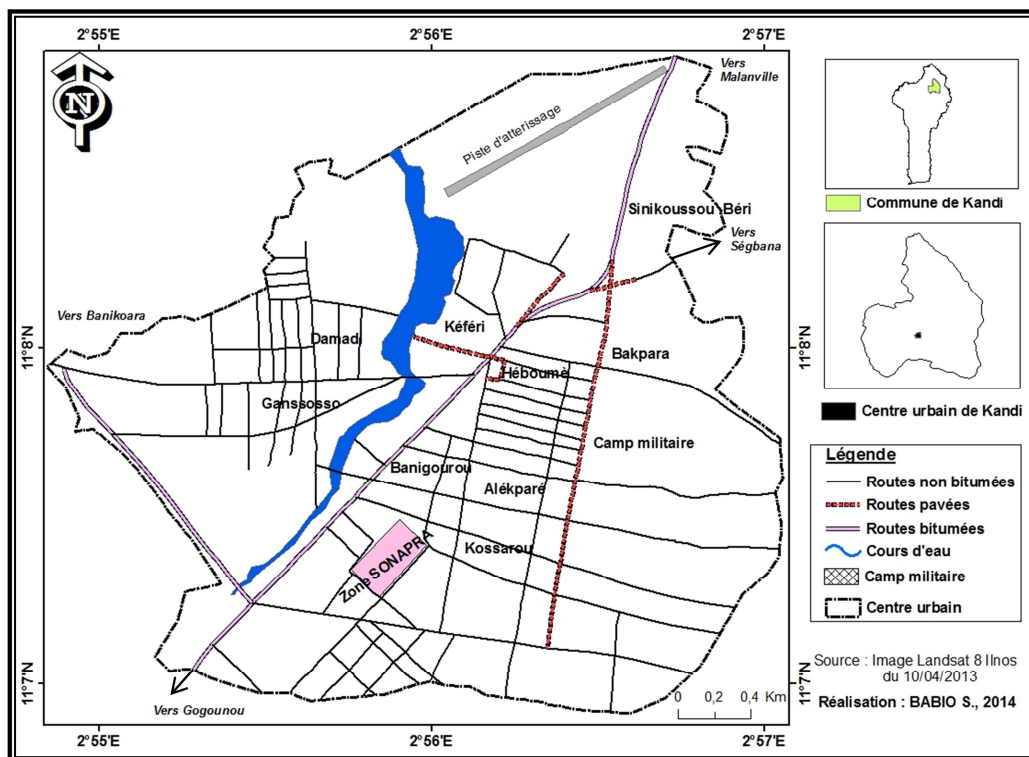 2°55'E
2°56'E
2°57'E
N
Vers
Malanville
Piste d'atterissage
Sinikoussou-Béri
Vers
Ségbana
Vers Banikoara
Kéféri
Damadi
11°8'N
11°8'N
Bakpara
Héboumè
Ganssosso
Camp militaire
Banigourou
Alékparé
Kossarou
Zone SONAPRA
11°7'N
11°7'N
Vers Gogounou
0 0,2 0,4 Km
2°55'E
2°56'E
2°57'E
Commune de Kandi
Centre urbain de Kandi
Légende
Routes non bitumées
Routes pavées
Routes bitumées
Cours d'eau
Camp militaire
Centre urbain
Source : Image Landsat 8 Ilnos
du 10/04/2013
Réalisation : BABIO S., 2014